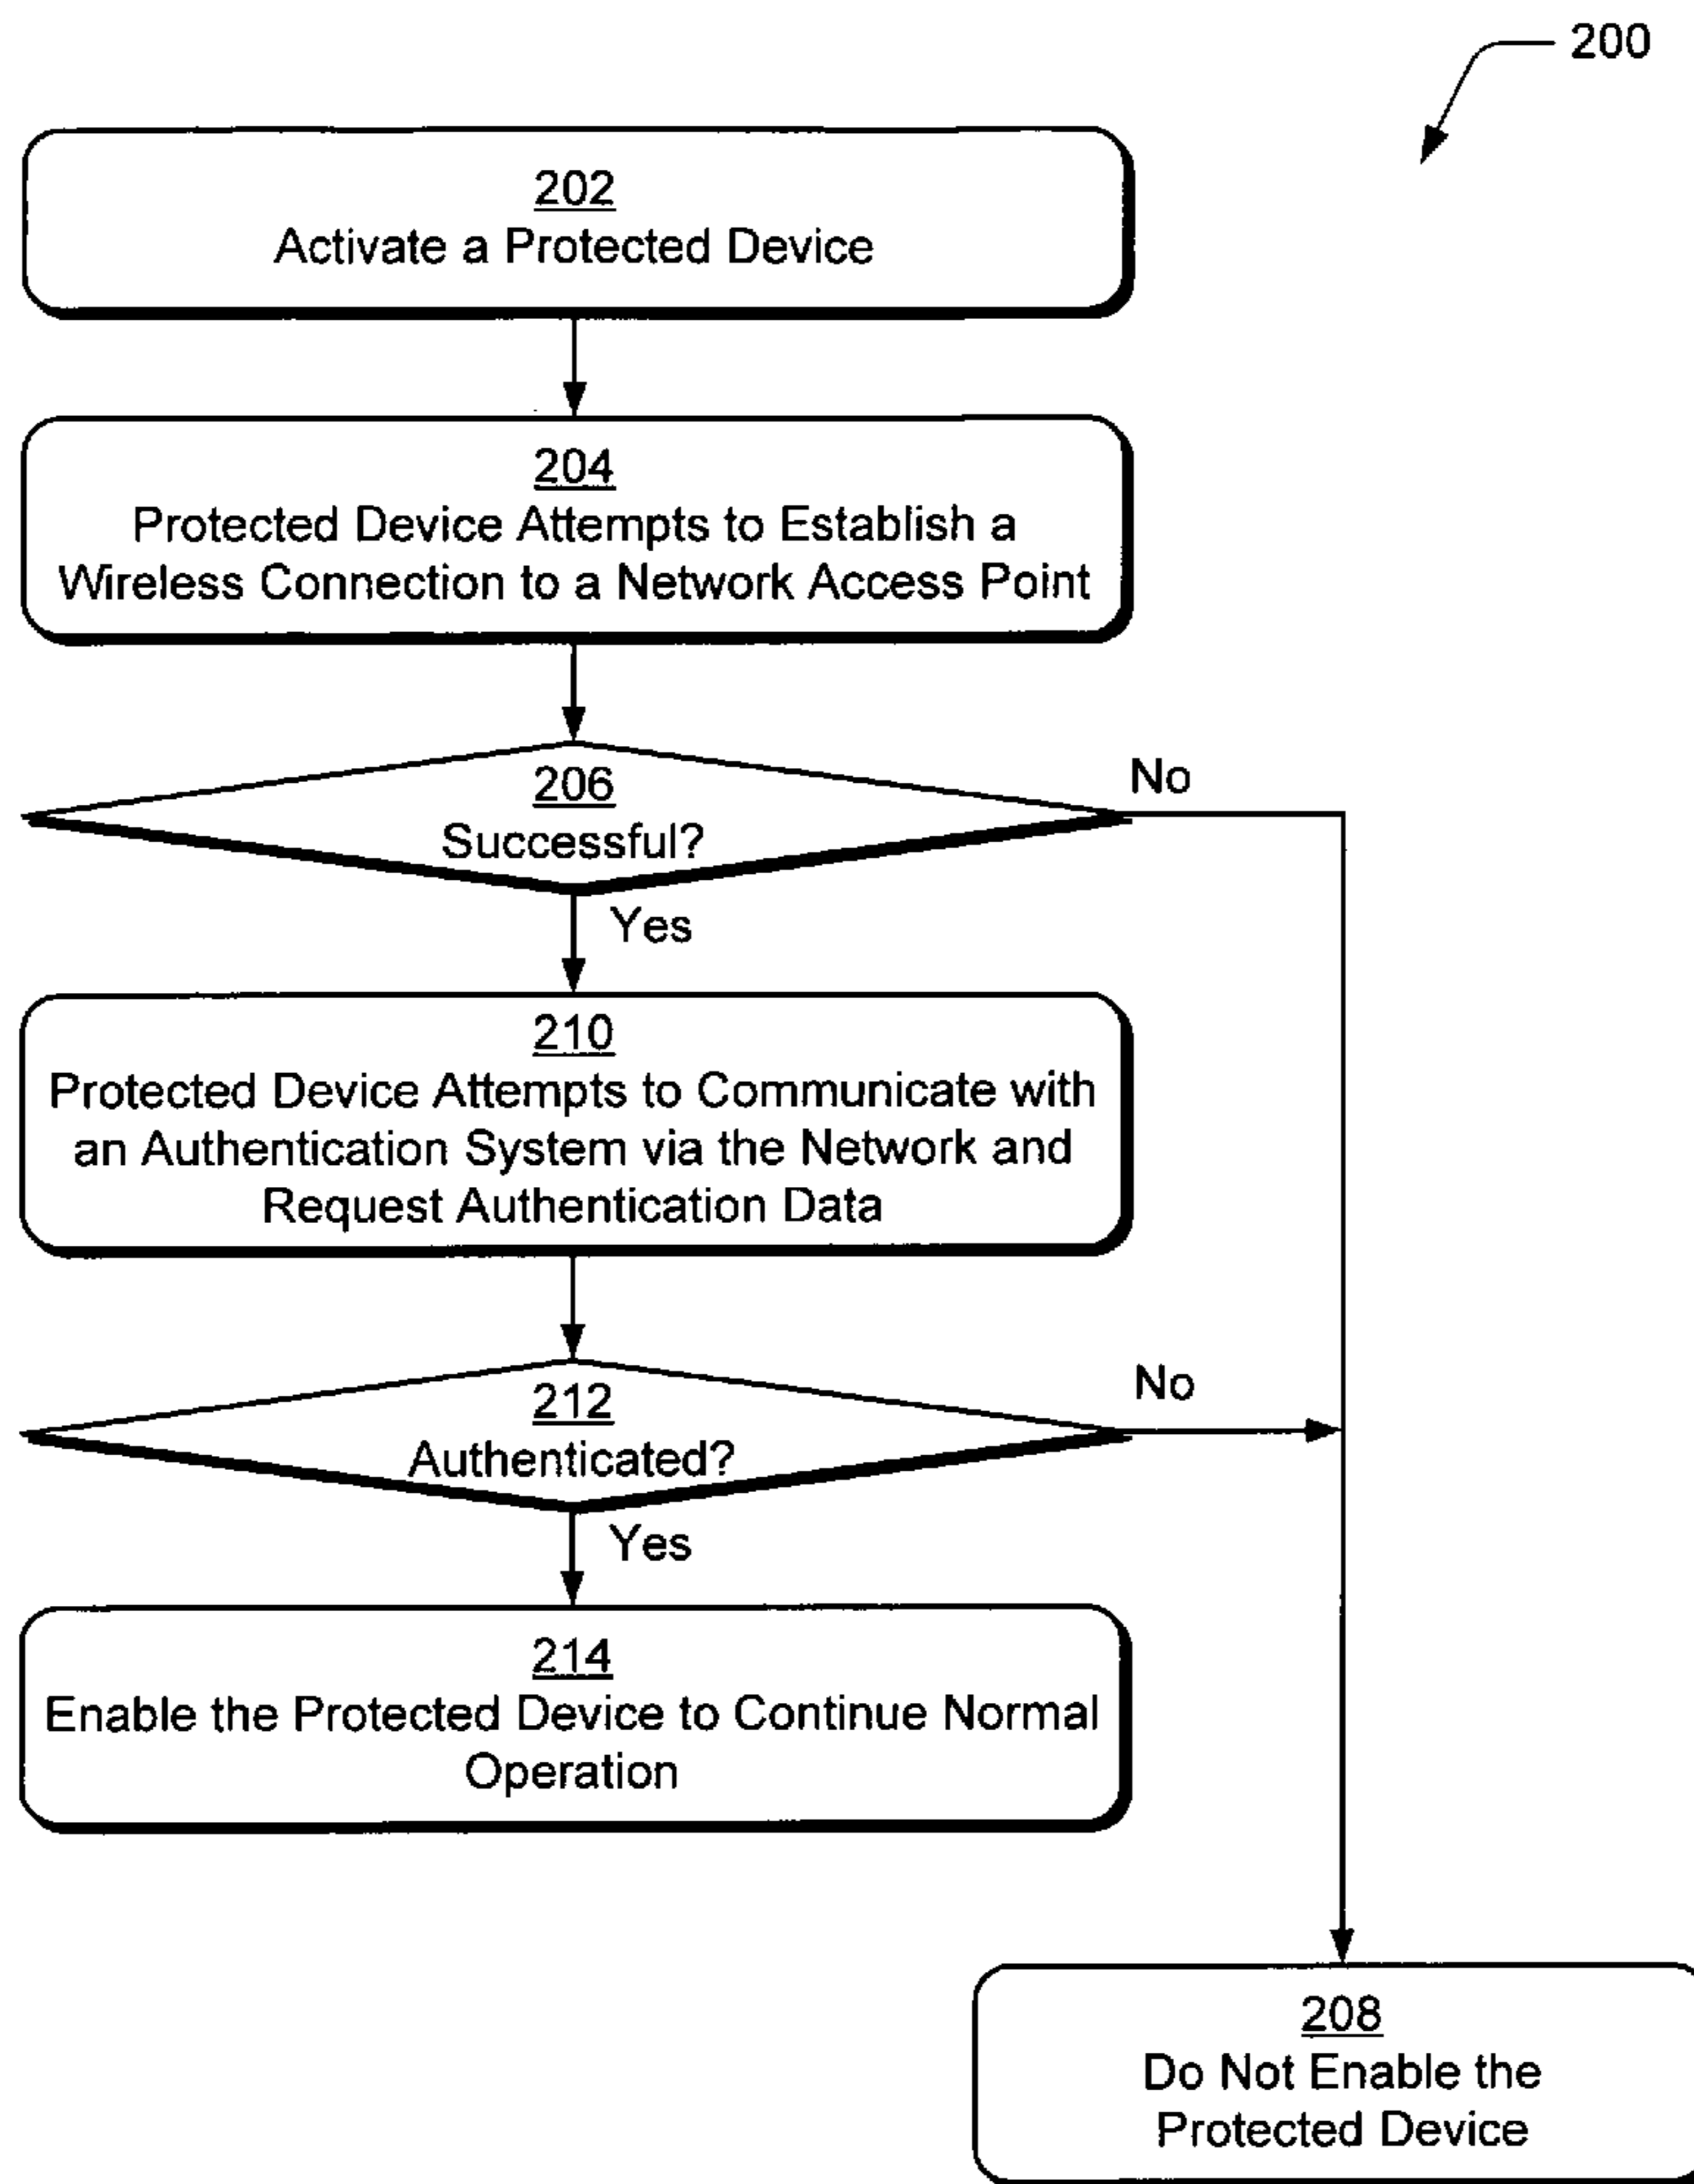 200
202
Activate a Protected Device
204
Protected Device Attempts to Establish a
Wireless Connection to a Network Access Point
206
Successful?
No
Yes
210
Protected Device Attempts to Communicate with
an Authentication System via the Network and
Request Authentication Data
212
Authenticated?
No
Yes
214
Enable the Protected Device to Continue Normal
Operation
208
Do Not Enable the
Protected Device